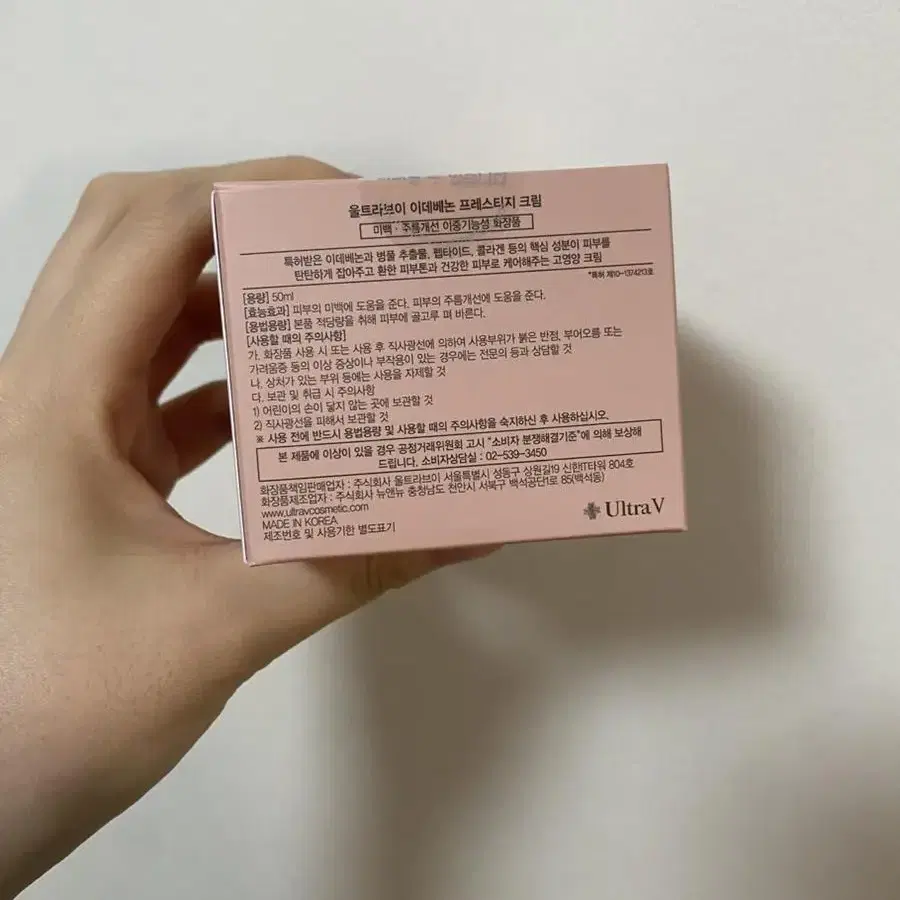 울트라브이 이데베논 프레스티지 크림
미백 · 주름개선 이중기능성 화장품
특허받은 이데베논과 병풀 추출물, 펩타이드, 콜라겐 등의 핵심 성분이 피부를
탄탄하게 잡아주고 환한 피부톤과 건강한 피부로 케어해주는 고영양 크림
*특허 제10-1374213호
[용량] 50ml
[효능효과] 피부의 미백에 도움을 준다. 피부의 주름개선에 도움을 준다.
[용법용량] 본품 적당량을 취해 피부에 골고루 펴 바른다.
[사용할 때의 주의사항]
가. 화장품 사용 시 또는 사용 후 직사광선에 의하여 사용부위가 붉은 반점, 부어오름 또는
가려움증 등의 이상 증상이나 부작용이 있는 경우에는 전문의 등과 상담할 것
나. 상처가 있는 부위 등에는 사용을 자제할 것
다. 보관 및 취급 시 주의사항
1) 어린이의 손이 닿지 않는 곳에 보관할 것
2) 직사광선을 피해서 보관할 것
※ 사용 전에 반드시 용법용량 및 사용할 때의 주의사항을 숙지하신 후 사용하십시오.
본 제품에 이상이 있을 경우 공정거래위원회 고시 "소비자 분쟁해결기준"에 의해 보상해
드립니다. 소비자상담실 : 02-539-3450
화장품책임판매업자 : 주식회사 울트라브이 서울특별시 성동구 상원길19 신한IT타워 804호
화장품제조업자 : 주식회사 뉴앤뉴 충청남도 천안시 서북구 백석공단1로 85(백석동)
www.ultravcosmetic.com
MADE IN KOREA
제조번호 및 사용기한 별도표기
Ultra V